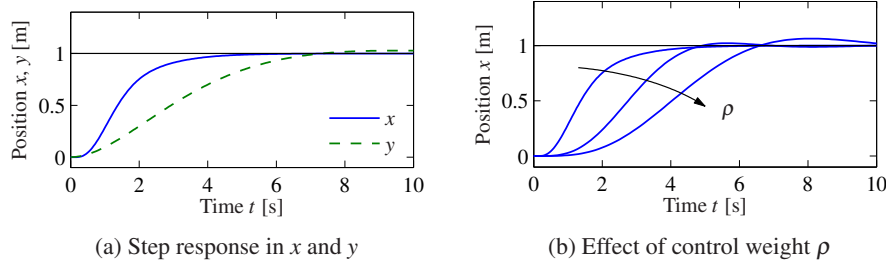 Position x, y [m]
1
0.5
0
0 2 4 6 8 10
Time t [s]
x
y
(a) Step response in x and y
Position x [m]
1
0.5
0
0 2 4 6 8 10
Time t [s]
ρ
(b) Effect of control weight ρ